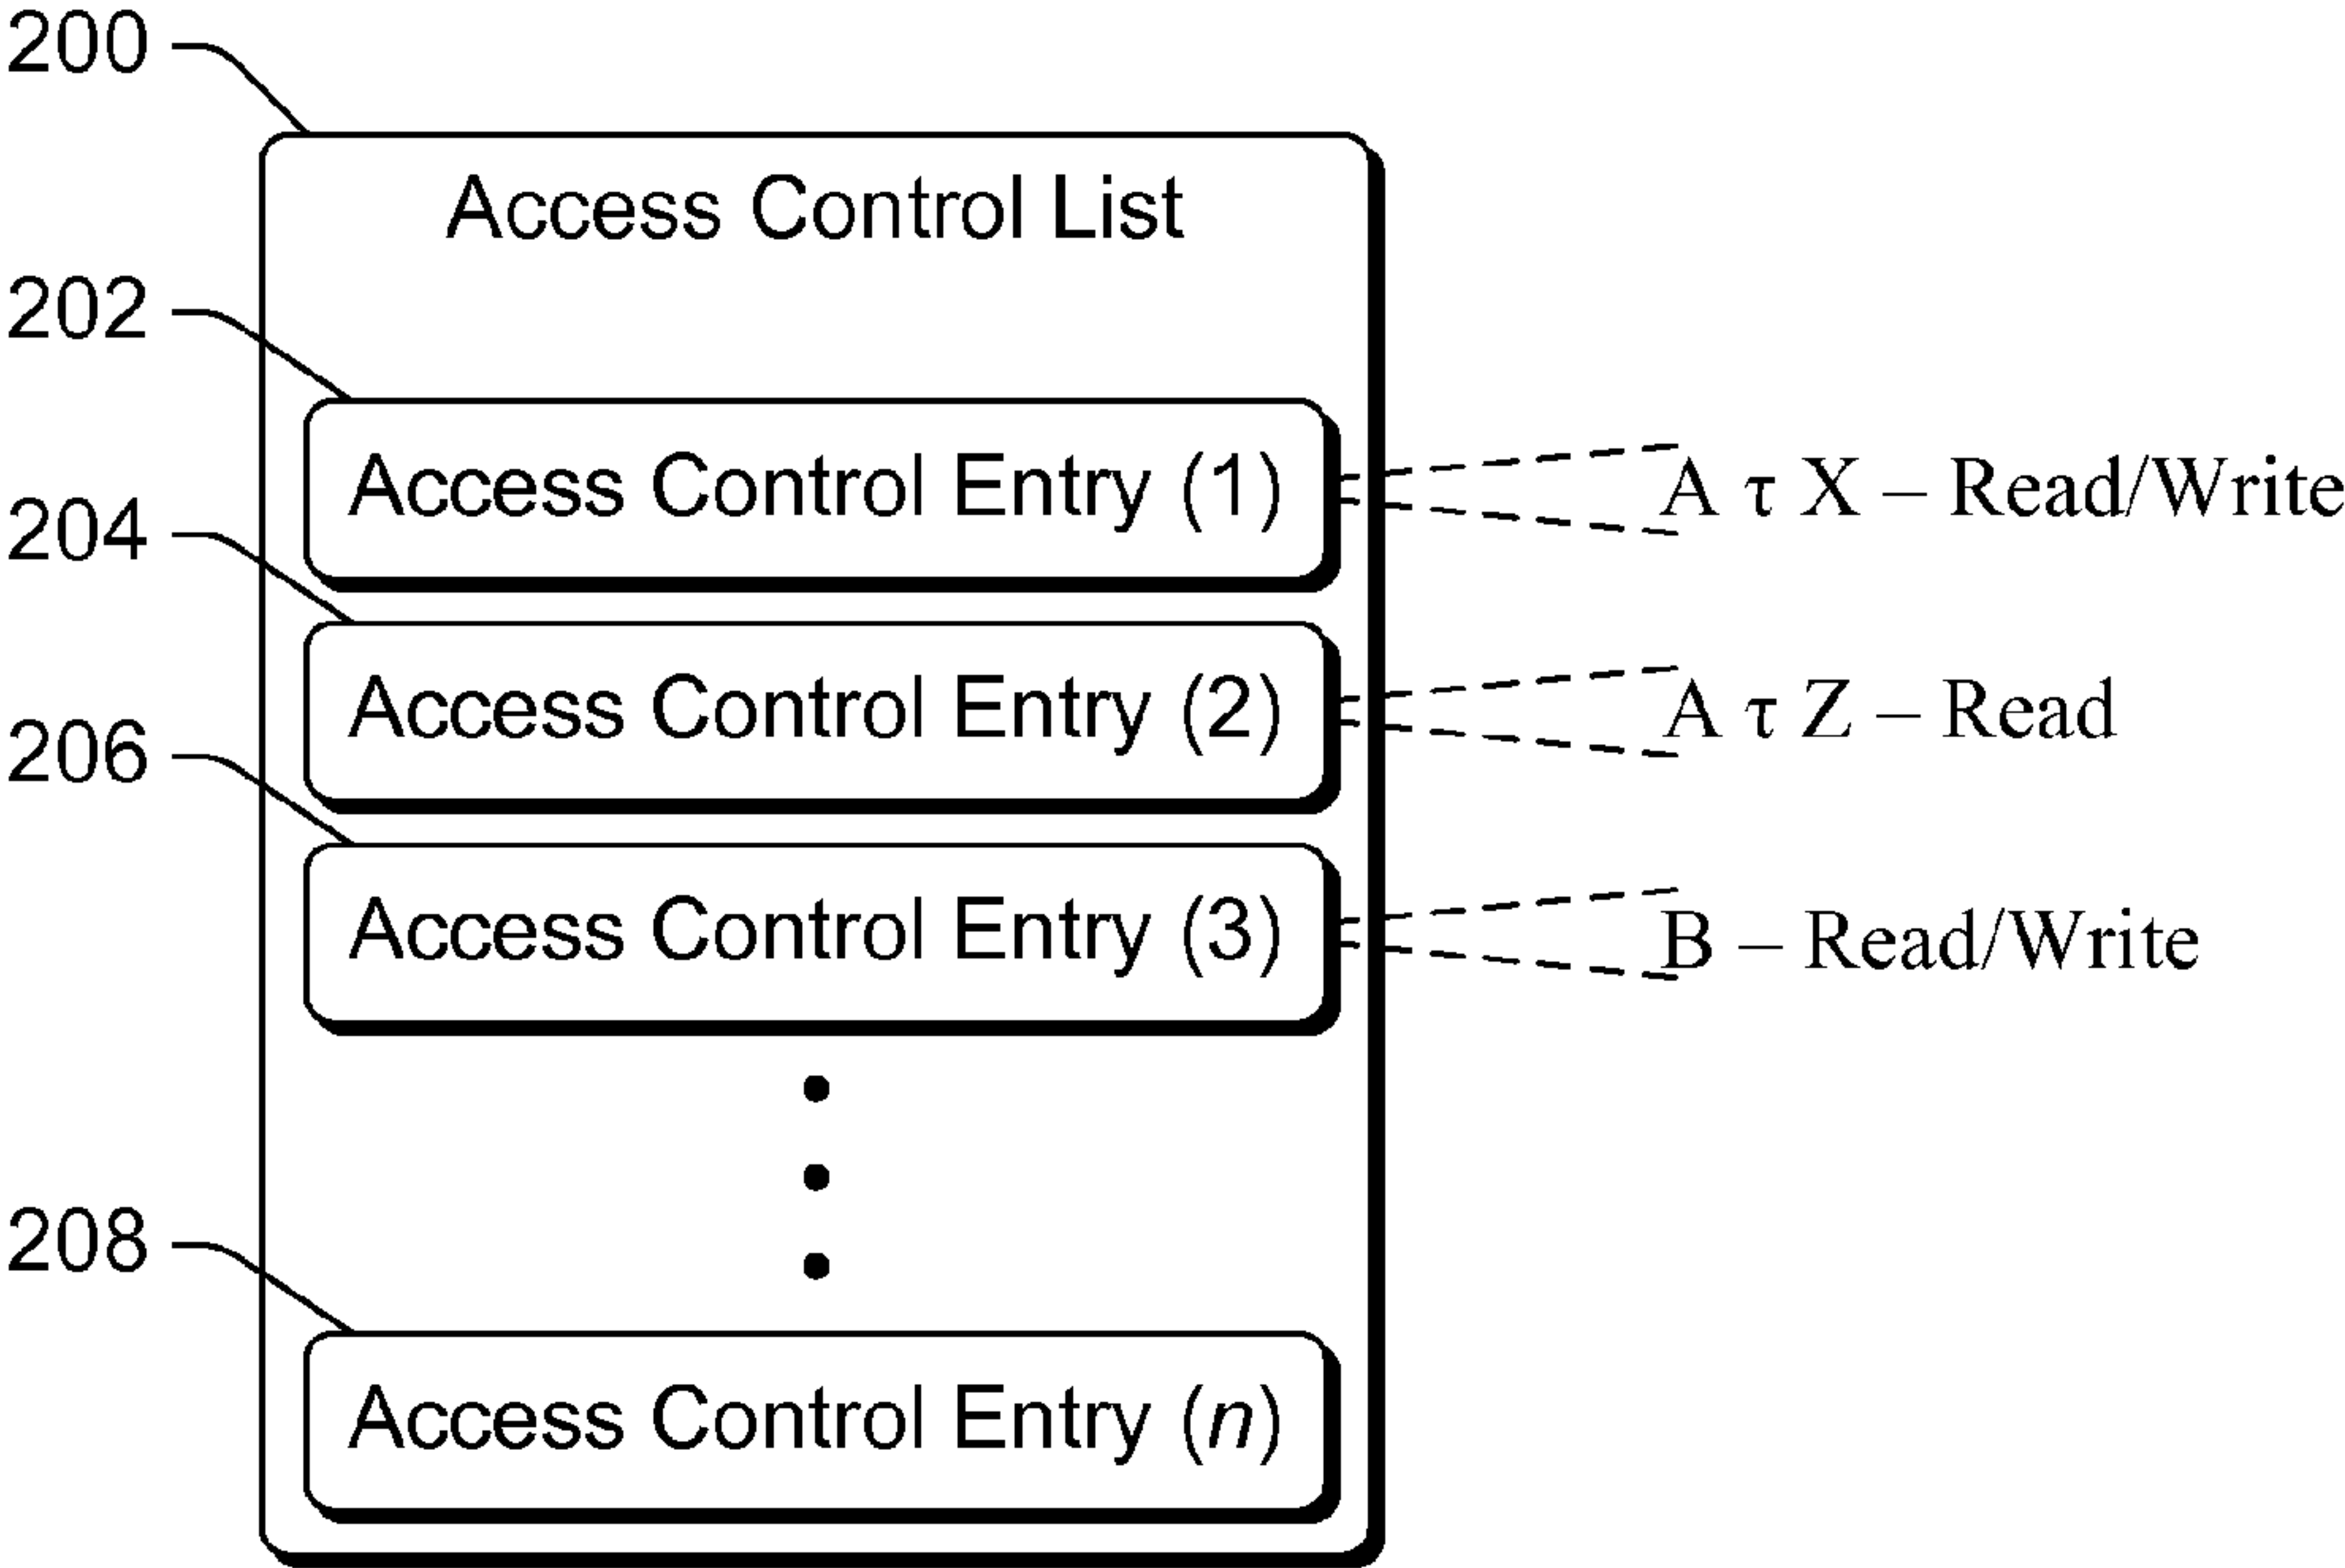 200
Access Control List
202
Access Control Entry (1)
A τ X – Read/Write
204
Access Control Entry (2)
A τ Z – Read
206
Access Control Entry (3)
B – Read/Write
208
Access Control Entry (n)